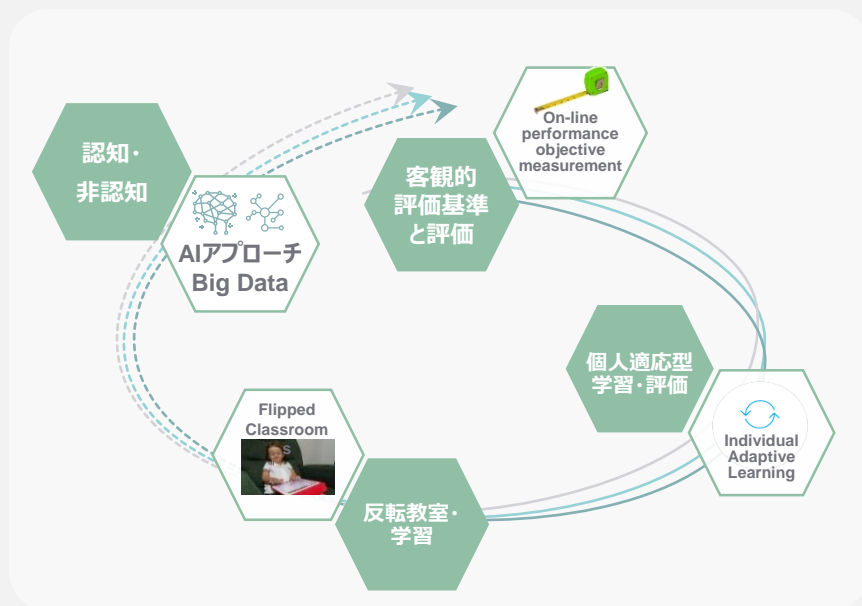 認知・
非認知
AIアプローチ
Big Data
客観的
評価基準
と評価
On-line
performance
objective
measurement
個人適応型
学習・評価
Individual
Adaptive
Learning
Flipped
Classroom
S
反転教室・
学習